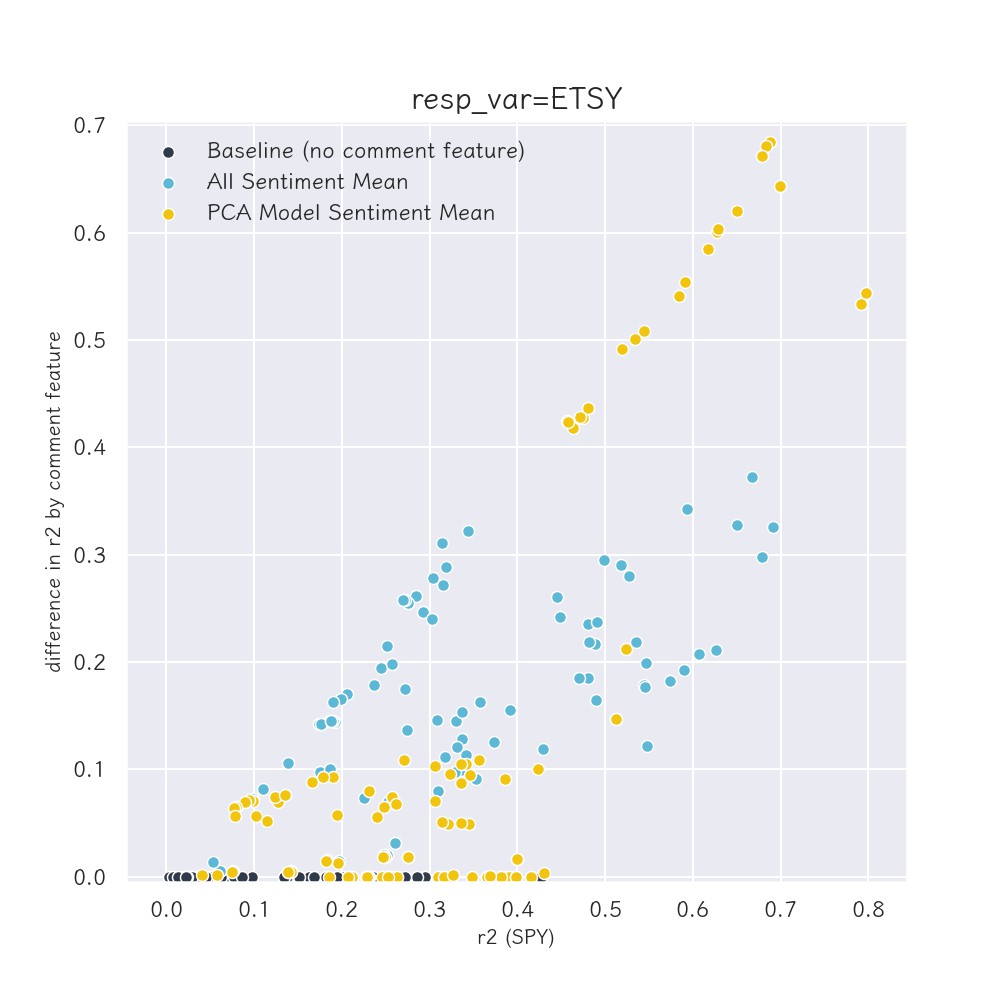 resp_var=ETSY
Baseline (no comment feature)
All Sentiment Mean
PCA Model Sentiment Mean
difference in r2 by comment feature
0.7
0.6
0.5
0.4
0.3
0.2
0.1
0.0
0.0 0.1 0.2 0.3 0.4 0.5 0.6 0.7 0.8
r2 (SPY)